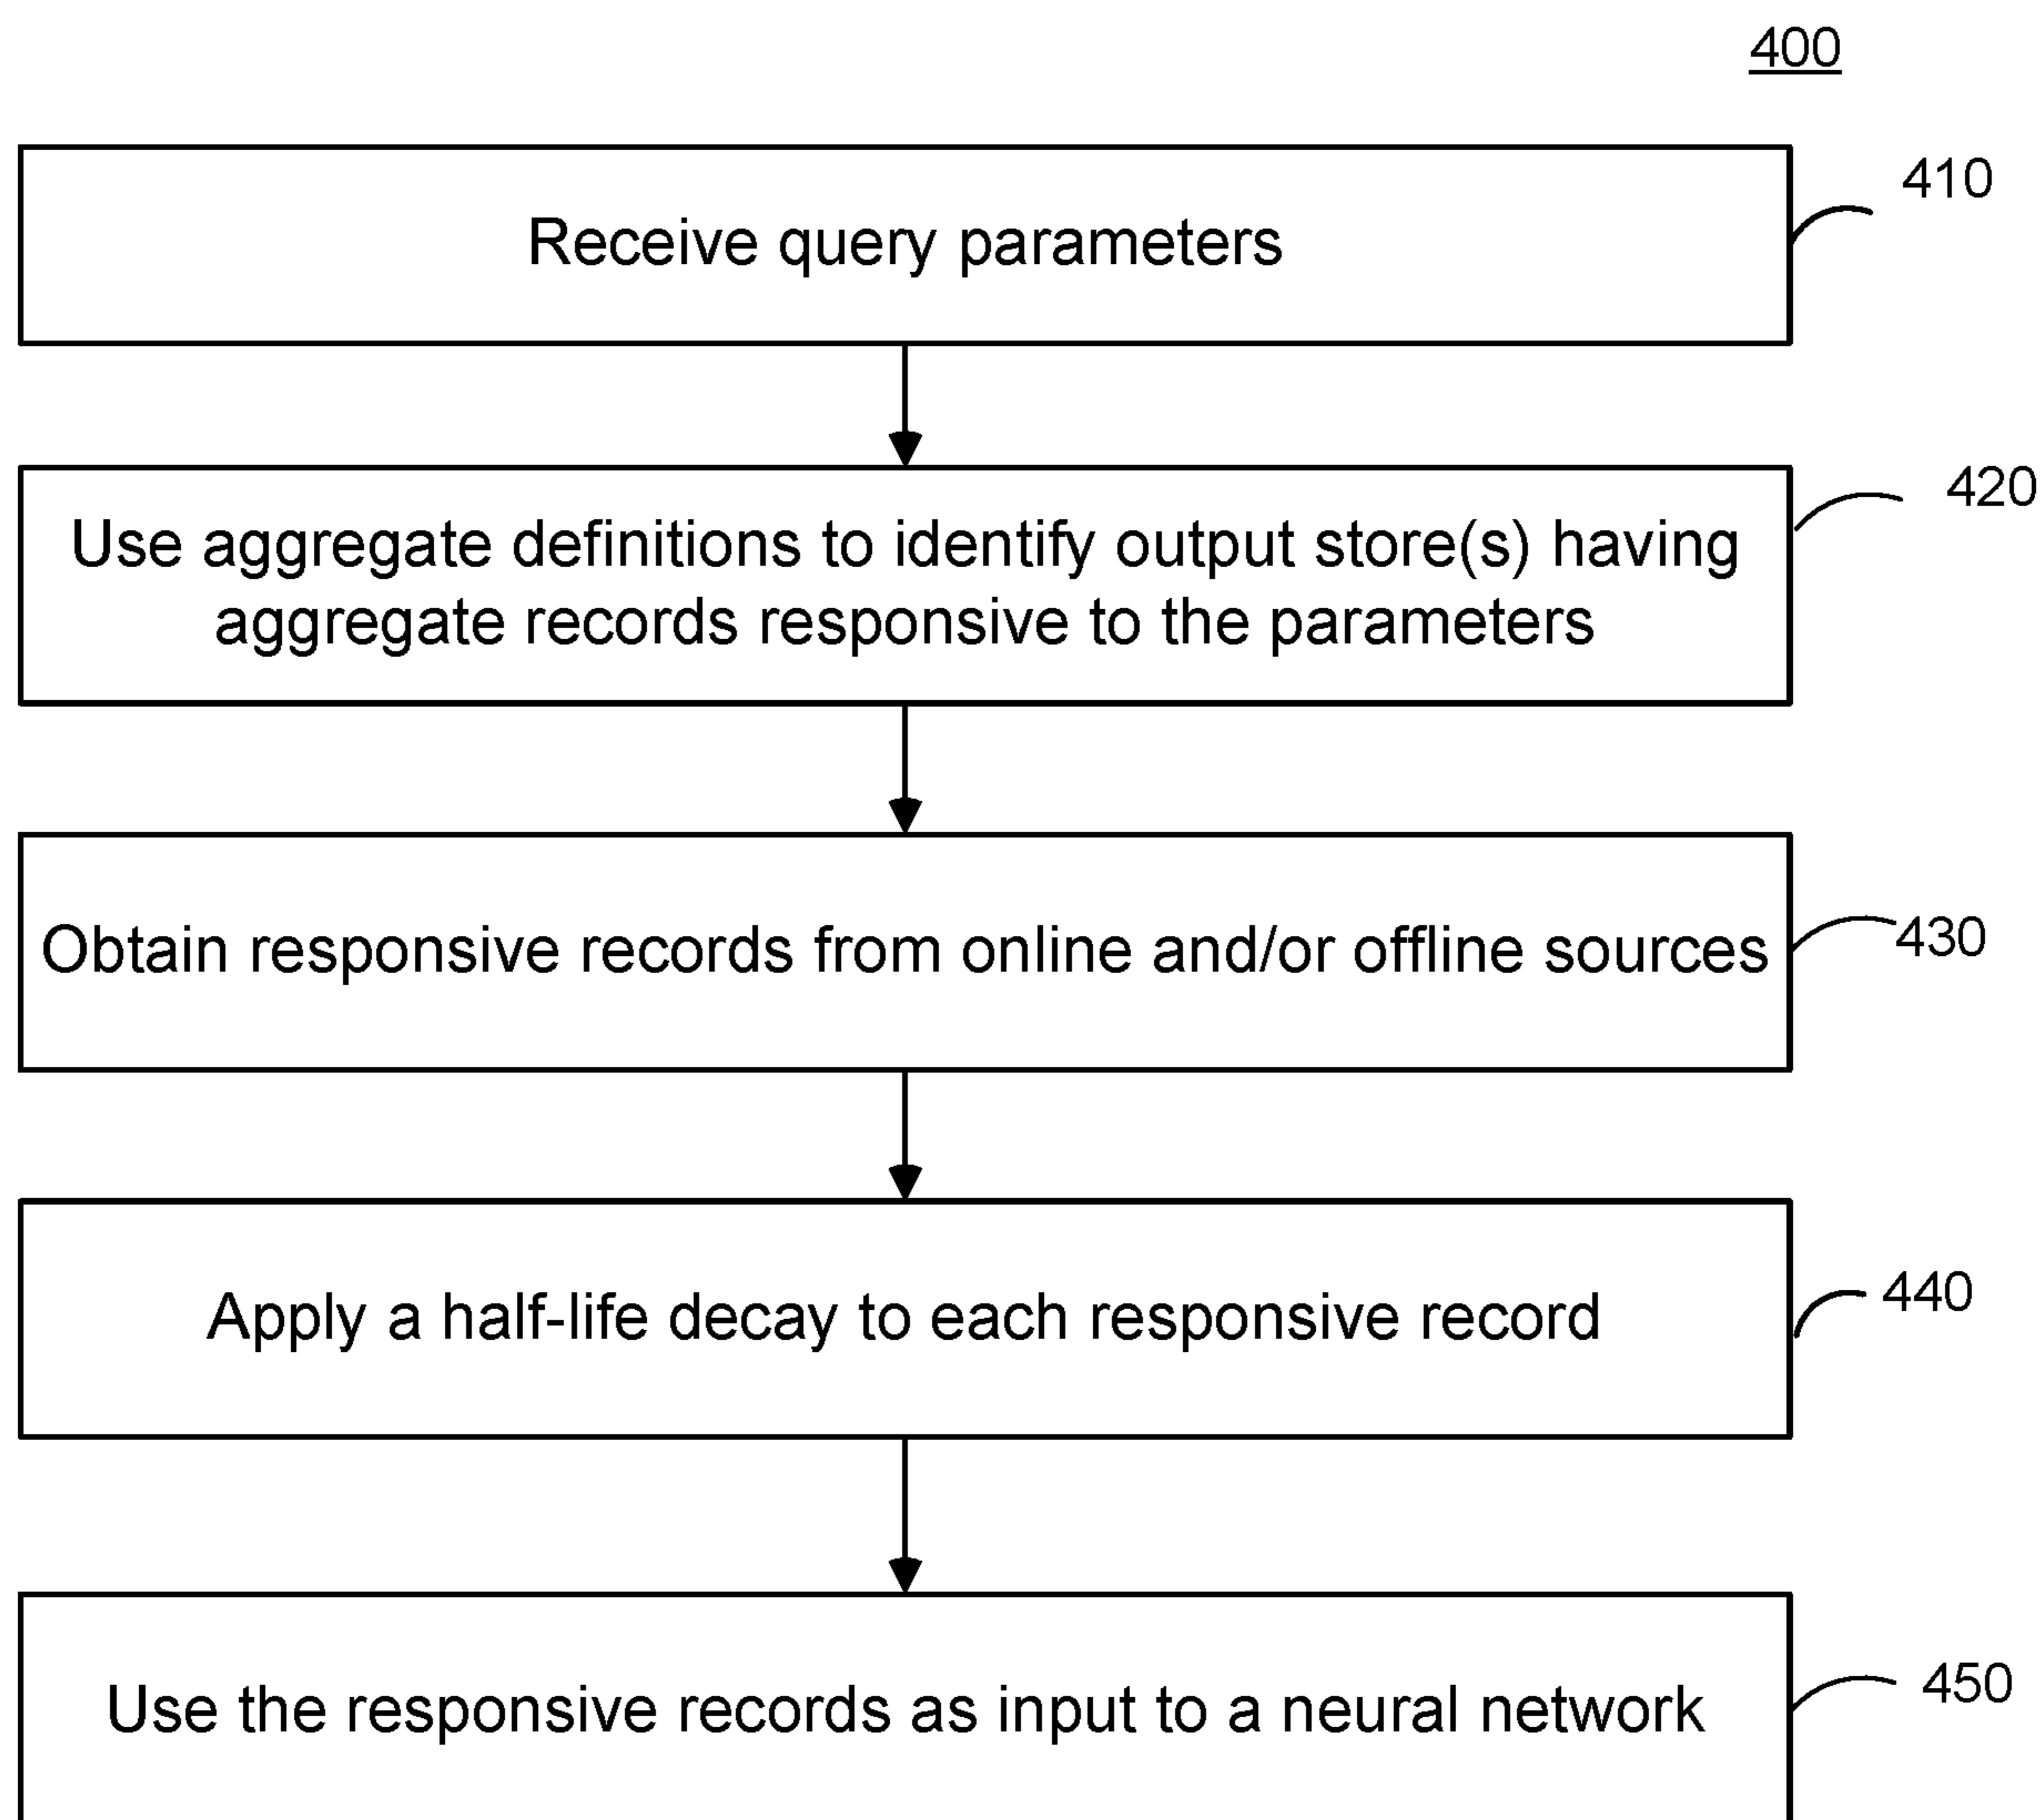 400
Receive query parameters
410
Use aggregate definitions to identify output store(s) having
aggregate records responsive to the parameters
420
Obtain responsive records from online and/or offline sources
430
Apply a half-life decay to each responsive record
440
Use the responsive records as input to a neural network
450